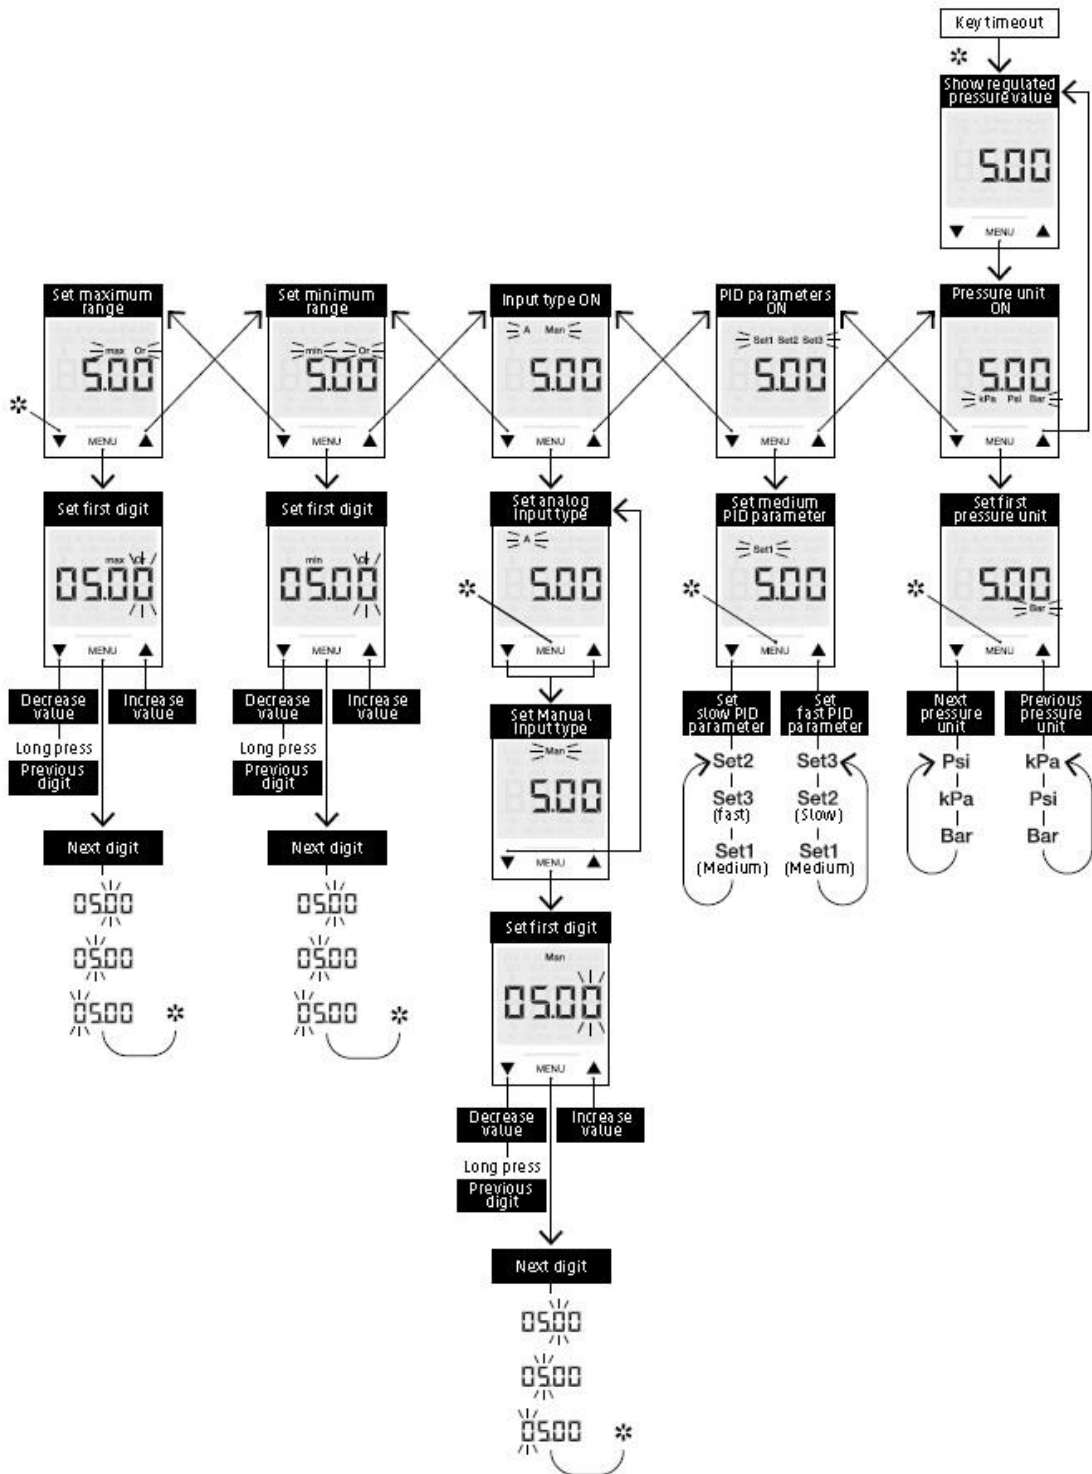 Key timeout
Show regulated
pressure value
5.00
MENU
Set maximum
range
max Or
5.00
MENU
Set minimum
range
min Or
5.00
MENU
Input type ON
A Man
5.00
MENU
PID parameters
ON
Set1 Set2 Set3
5.00
MENU
Pressure unit
ON
5.00
kPa Psi Bar
MENU
Set first digit
max Or
05.00
MENU
Decrease
value
Increase
value
Long press
Previous
digit
Next digit
05.00
05.00
05.00
Set first digit
min Or
05.00
MENU
Decrease
value
Increase
value
Long press
Previous
digit
Next digit
05.00
05.00
05.00
Set analog
Input type
A
5.00
MENU
Set Manual
Input type
Man
5.00
MENU
Set first digit
Man
05.00
MENU
Decrease
value
Increase
value
Long press
Previous
digit
Next digit
05.00
05.00
05.00
Set medium
PID parameter
Set1
5.00
MENU
Set
slow PID
parameter
Set2
Set3
(fast)
Set1
(Medium)
Set
fast PID
parameter
Set3
Set2
(Slow)
Set1
(Medium)
Set first
pressure unit
5.00
Bar
MENU
Next
pressure
unit
Psi
kPa
Bar
Previous
pressure
unit
kPa
Psi
Bar